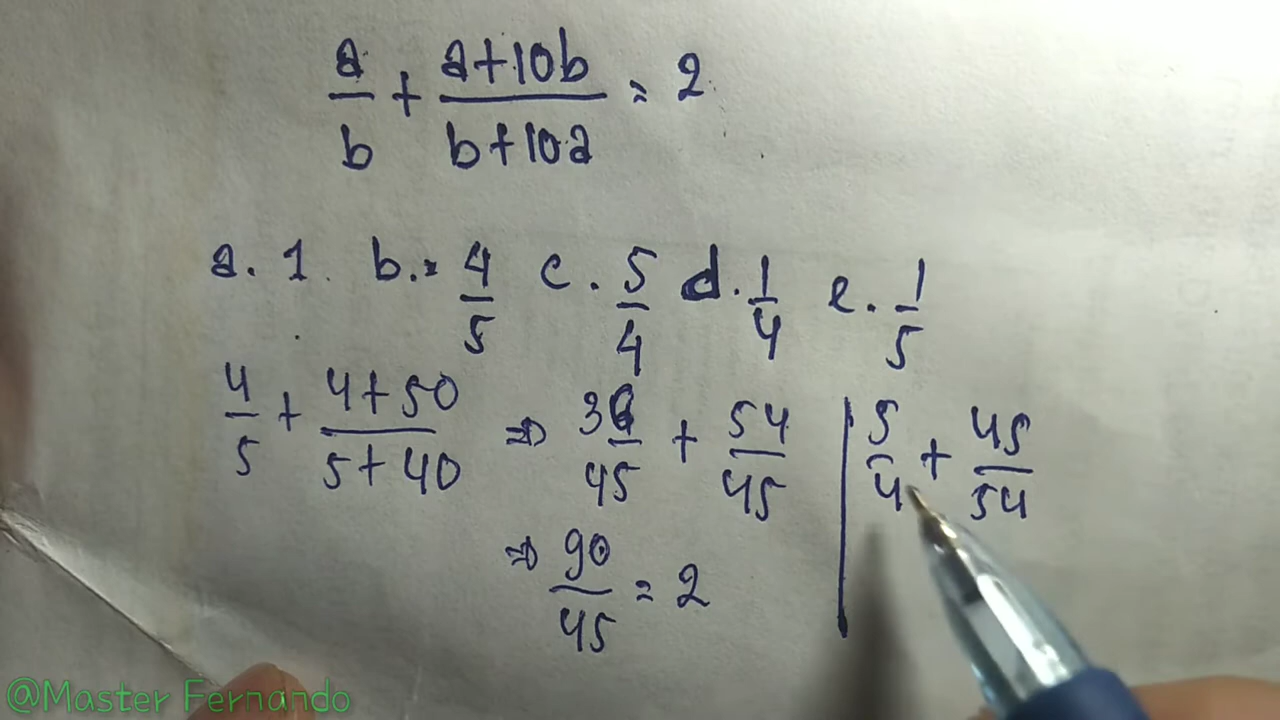 a/b + (a+10b)/(b+10a) = 2
a. 1. b. 4/5 c. 5/4 d. 1/4 e. 1/5
4/5 + (4+50)/(5+40) ⇒ 36/45 + 54/45 | 5/4 + 45/54
⇒ 90/45 = 2
@Master Fernando